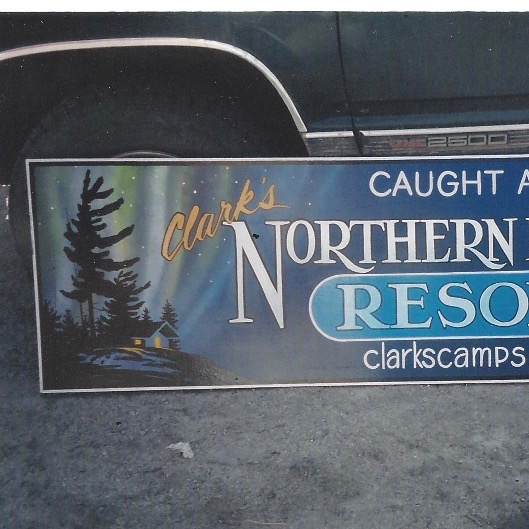 2500
CAUGHT A
Clark's
NORTHERN
RESO
clarkscamps